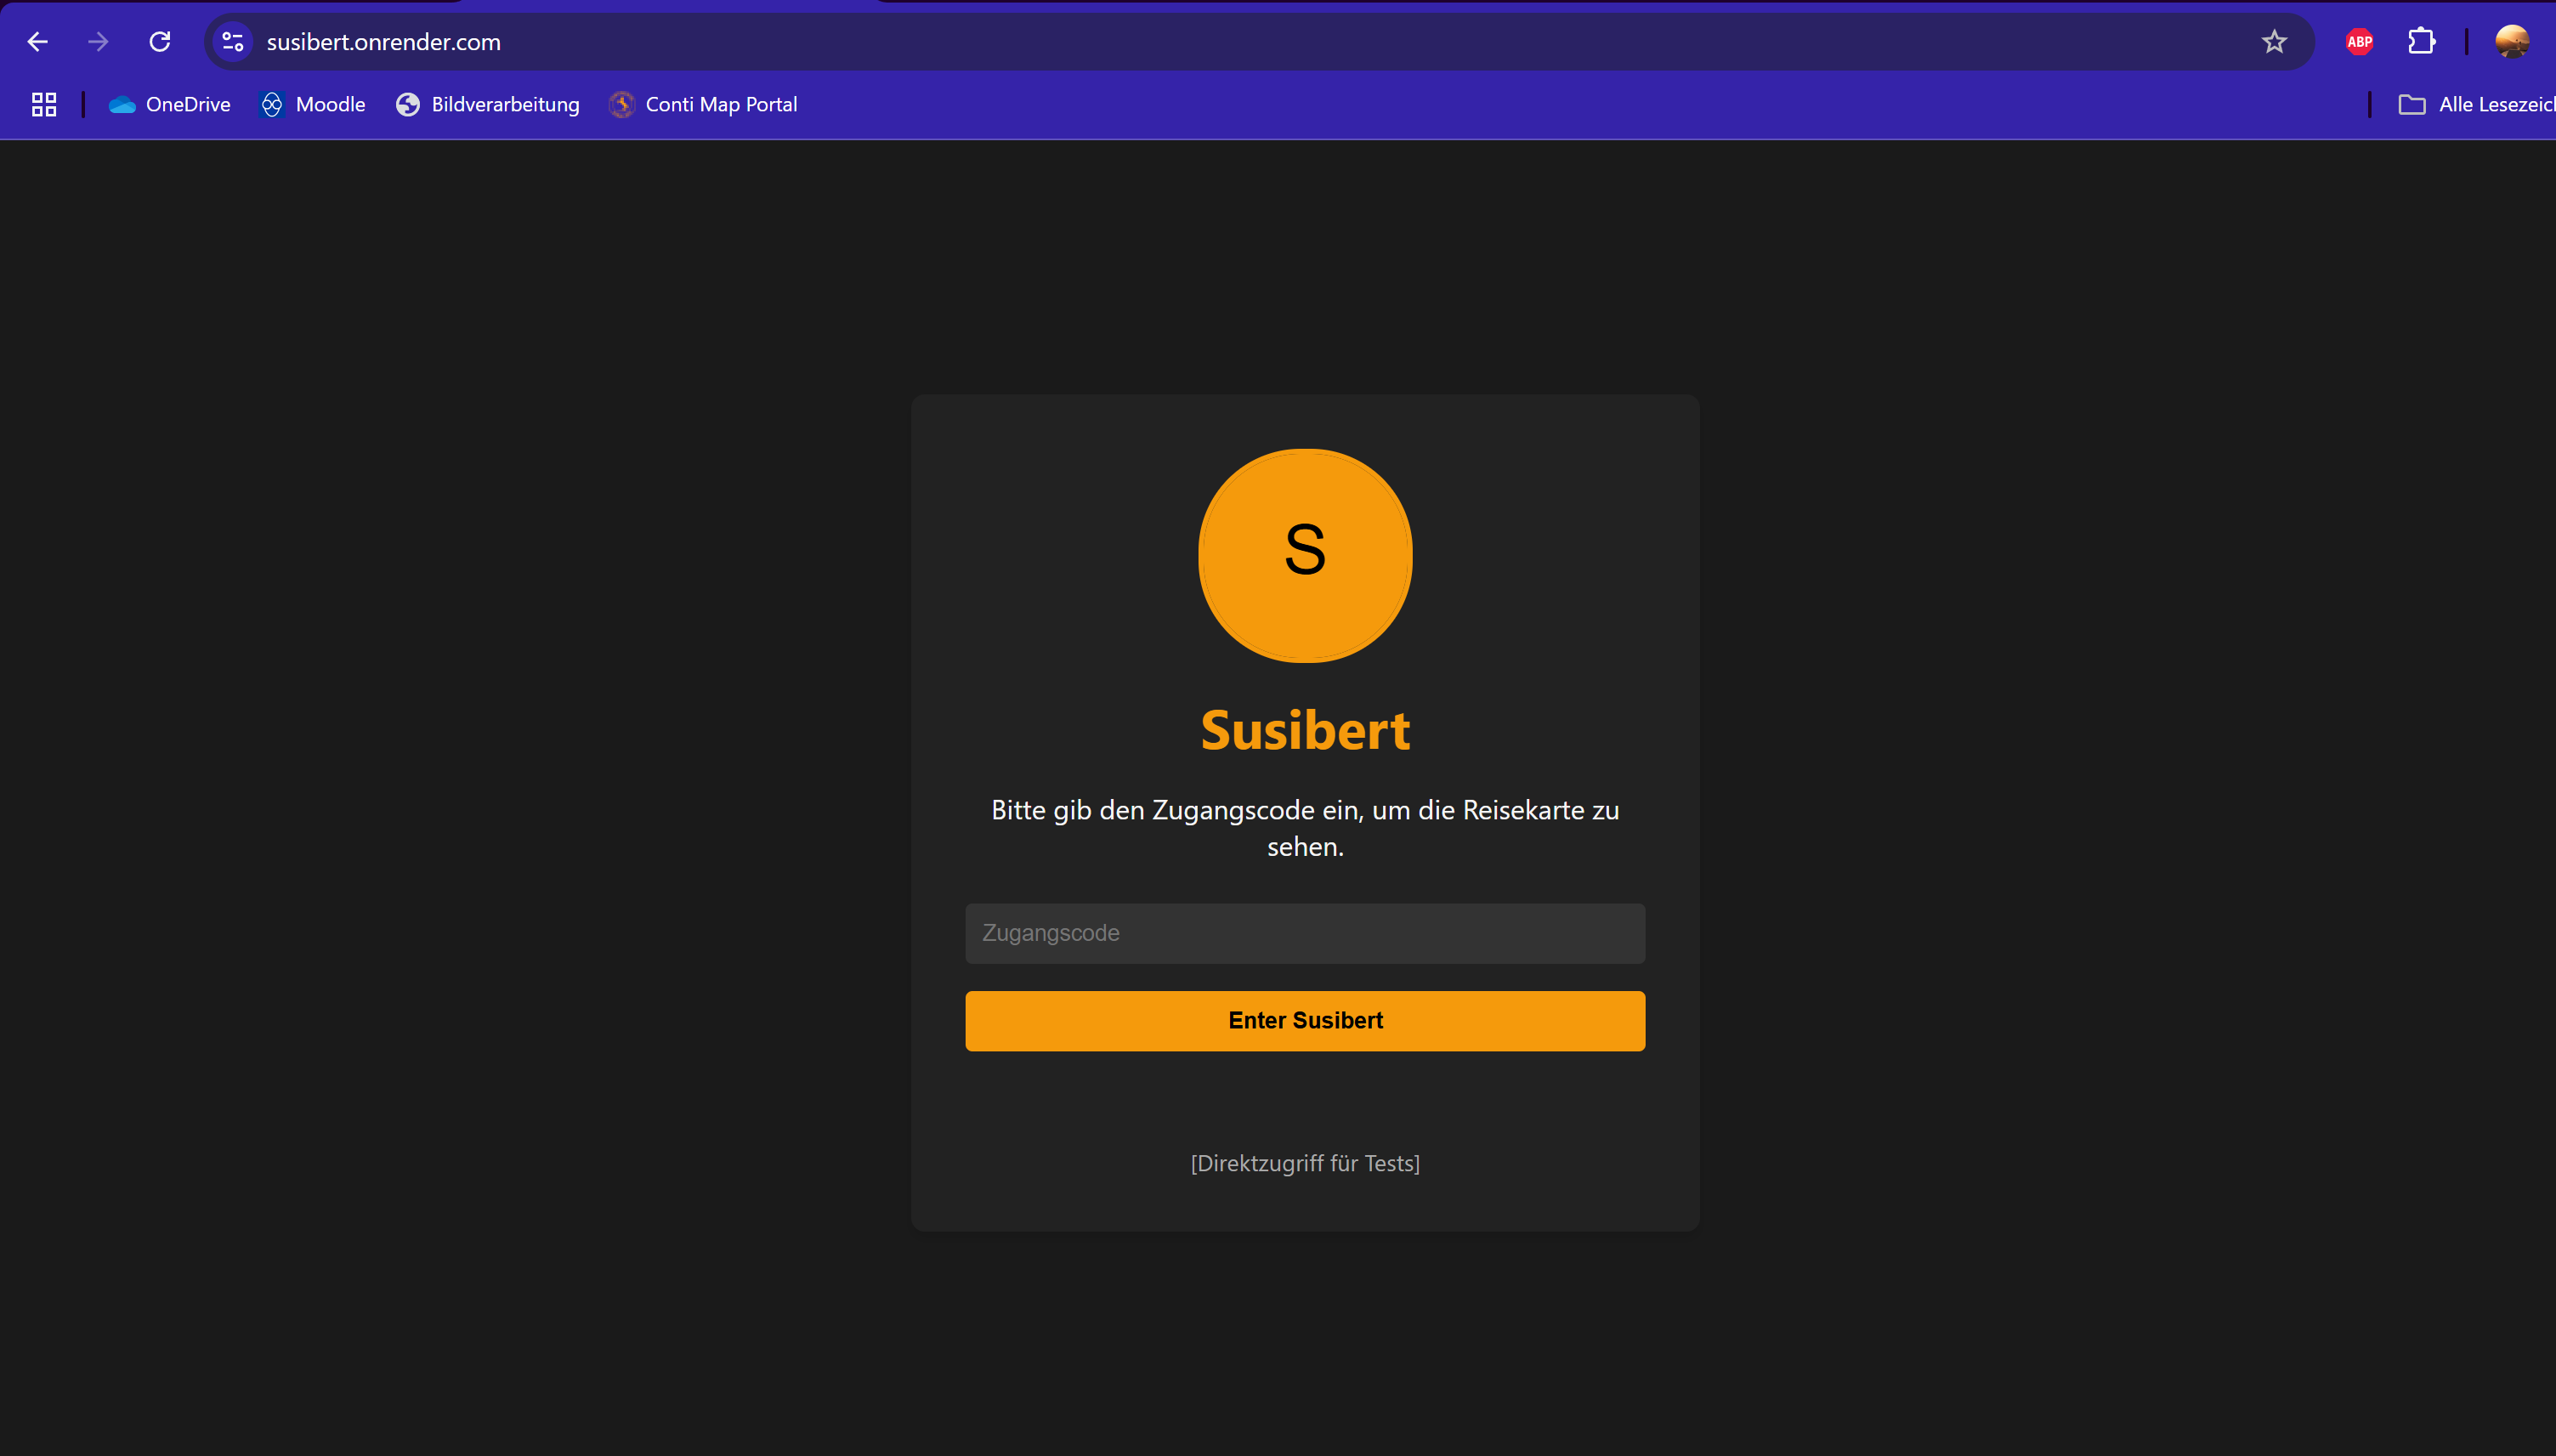 susibert.onrender.com
ABP
OneDrive
Moodle
Bildverarbeitung
Conti Map Portal
Alle Lesezeic
S
Susibert
Bitte gib den Zugangscode ein, um die Reisekarte zu
sehen.
Zugangscode
Enter Susibert
[Direktzugriff für Tests]